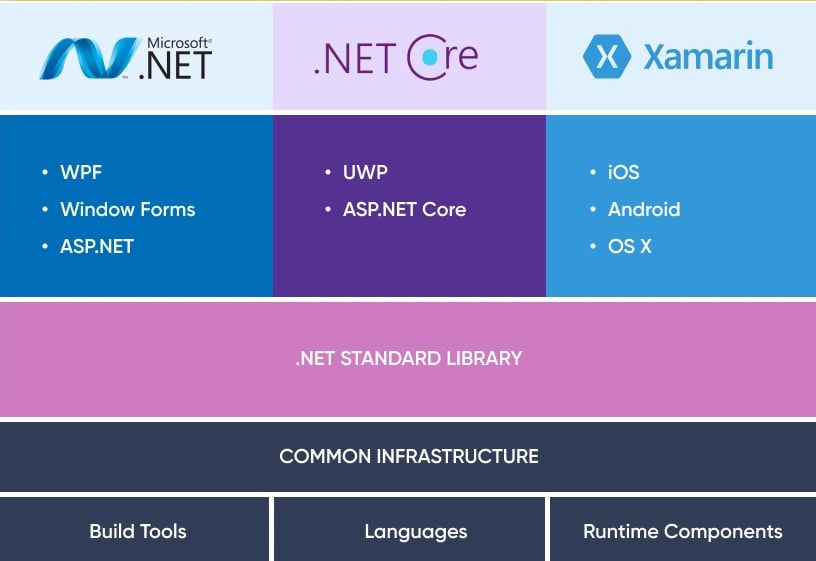 Microsoft®
.NET
™
.NET Core
X Xamarin
• WPF
• Window Forms
• ASP.NET
• UWP
• ASP.NET Core
• iOS
• Android
• OS X
.NET STANDARD LIBRARY
COMMON INFRASTRUCTURE
Build Tools
Languages
Runtime Components